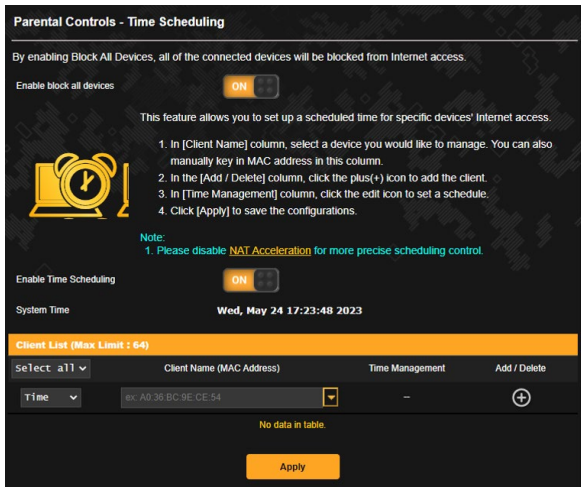 Parental Controls - Time Scheduling
By enabling Block All Devices, all of the connected devices will be blocked from Internet access.
Enable block all devices
ON
This feature allows you to set up a scheduled time for specific devices' Internet access.
1. In [Client Name] column, select a device you would like to manage. You can also
manually key in MAC address in this column.
2. In the [Add / Delete] column, click the plus(+) icon to add the client.
3. In [Time Management] column, click the edit icon to set a schedule.
4. Click [Apply] to save the configurations.
Note:
1. Please disable NAT Acceleration for more precise scheduling control.
Enable Time Scheduling
ON
System Time
Wed, May 24 17:23:48 2023
Client List (Max Limit : 64)
Select all
Client Name (MAC Address)
Time Management
Add / Delete
Time
ex: A0:36:BC:9E:CE:54
–
No data in table.
Apply